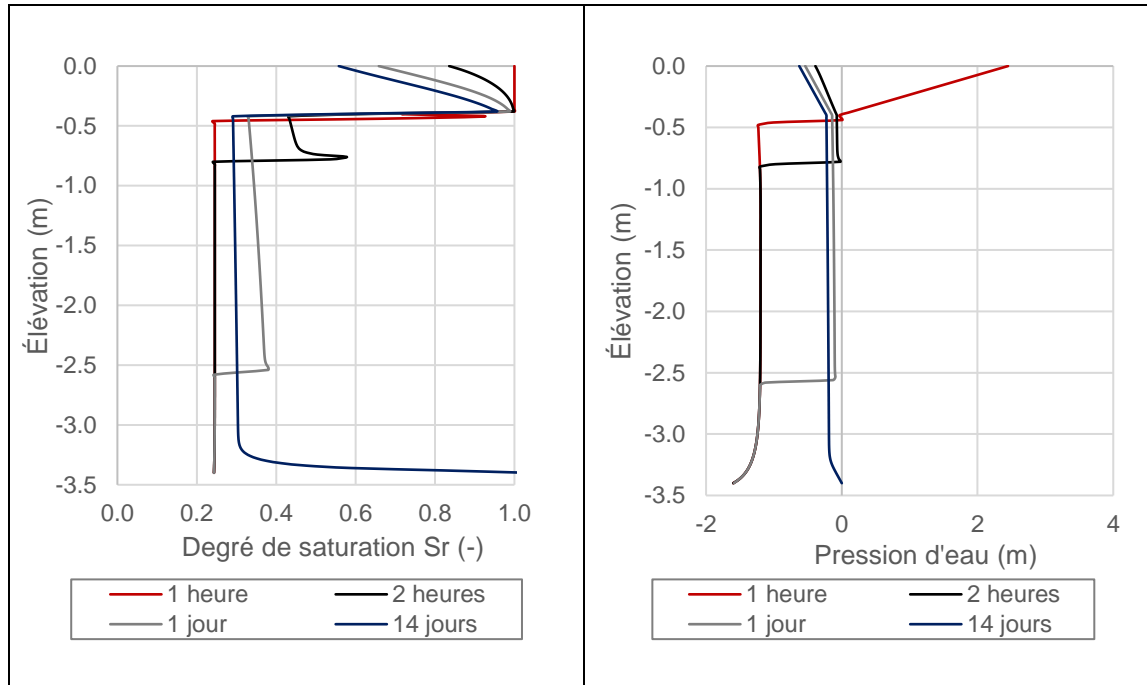 0.0
-0.5
-1.0
-1.5
-2.0
-2.5
-3.0
-3.5
0.0 0.2 0.4 0.6 0.8 1.0
Élévation (m)
Degré de saturation Sr (-)
1 heure 2 heures
1 jour 14 jours
0.0
-0.5
-1.0
-1.5
-2.0
-2.5
-3.0
-3.5
-2 0 2 4
Élévation (m)
Pression d'eau (m)
1 heure 2 heures
1 jour 14 jours